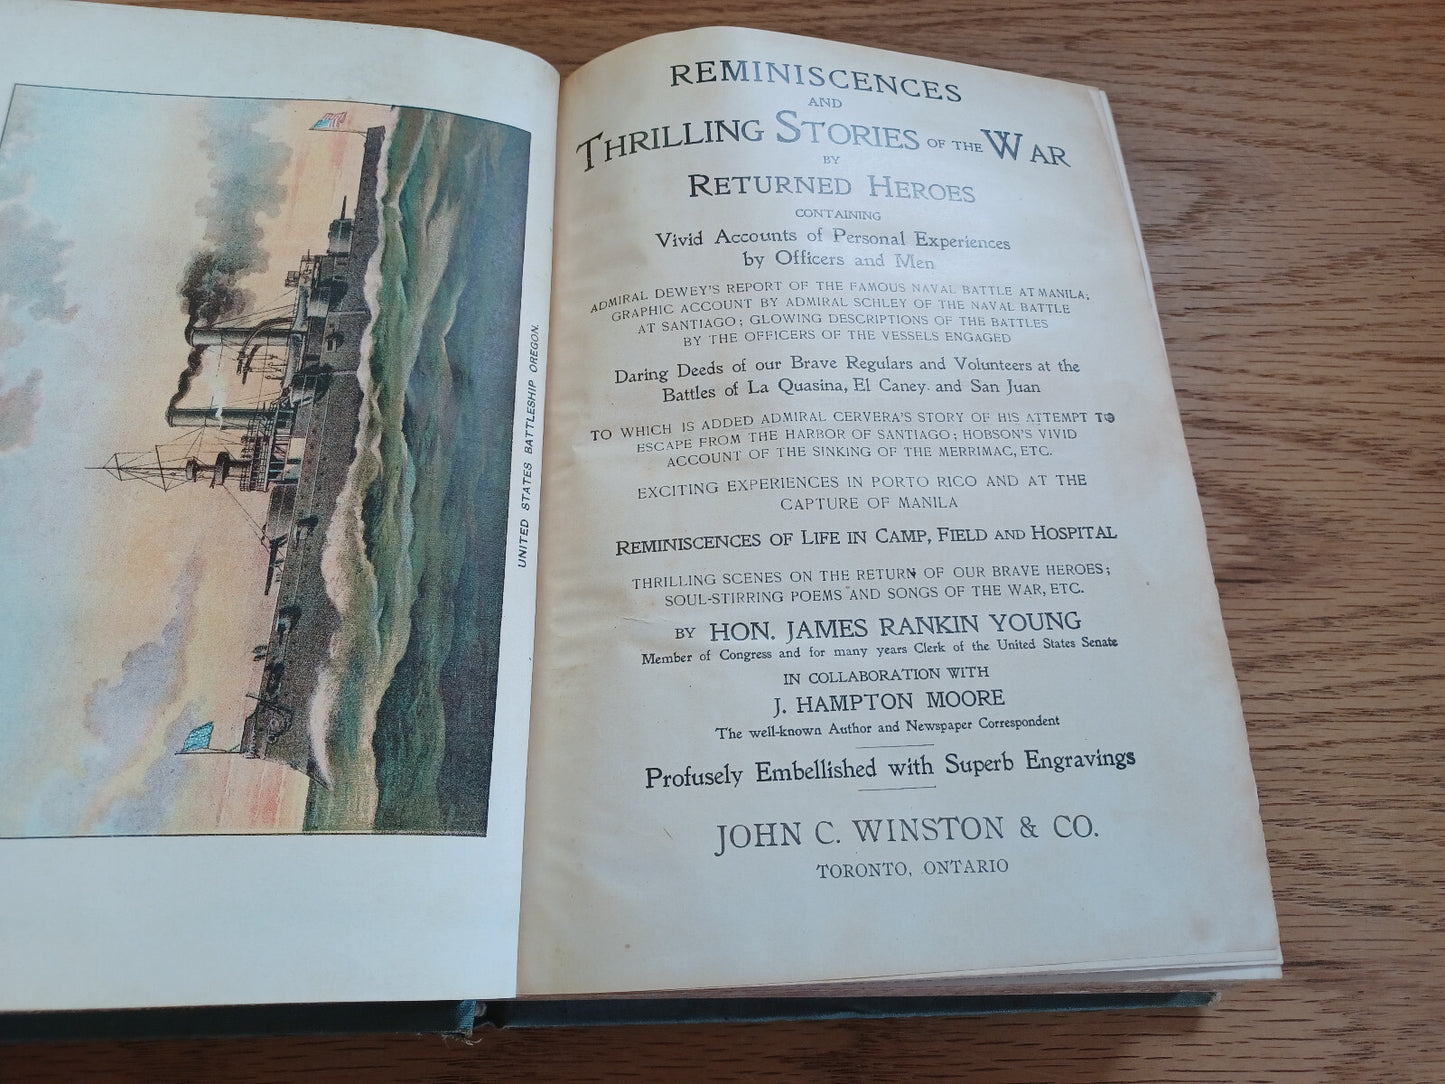 UNITED STATES BATTLESHIP OREGON.
REMINISCENCES
AND
THRILLING STORIES OF THE WAR
BY
RETURNED HEROES
CONTAINING
Vivid Accounts of Personal Experiences
by Officers and Men
ADMIRAL DEWEY'S REPORT OF THE FAMOUS NAVAL BATTLE AT MANILA;
GRAPHIC ACCOUNT BY ADMIRAL SCHLEY OF THE NAVAL BATTLE
AT SANTIAGO; GLOWING DESCRIPTIONS OF THE BATTLES
BY THE OFFICERS OF THE VESSELS ENGAGED
Daring Deeds of our Brave Regulars and Volunteers at the
Battles of La Quasina, El Caney and San Juan
TO WHICH IS ADDED ADMIRAL CERVERA'S STORY OF HIS ATTEMPT TO
ESCAPE FROM THE HARBOR OF SANTIAGO; HOBSON'S VIVID
ACCOUNT OF THE SINKING OF THE MERRIMAC, ETC.
EXCITING EXPERIENCES IN PORTO RICO AND AT THE
CAPTURE OF MANILA
REMINISCENCES OF LIFE IN CAMP, FIELD AND HOSPITAL
THRILLING SCENES ON THE RETURN OF OUR BRAVE HEROES;
SOUL-STIRRING POEMS AND SONGS OF THE WAR, ETC.
BY HON. JAMES RANKIN YOUNG
Member of Congress and for many years Clerk of the United States Senate
IN COLLABORATION WITH
J. HAMPTON MOORE
The well-known Author and Newspaper Correspondent
Profusely Embellished with Superb Engravings
JOHN C. WINSTON & CO.
TORONTO, ONTARIO